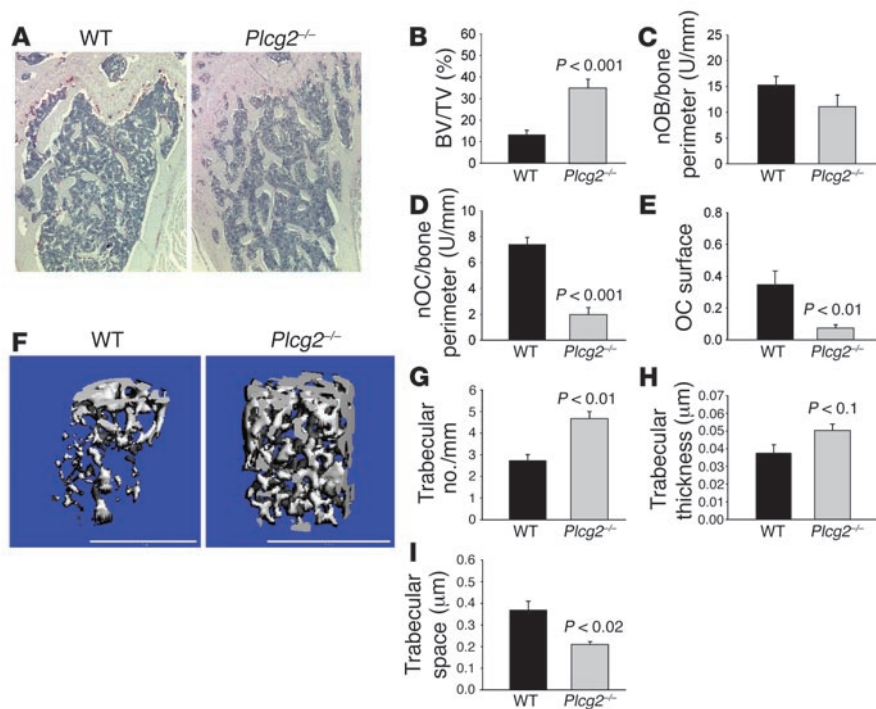 A
WT
Plcg2–/–
B
BV/TV (%)
60
50
40
30
20
10
0
P < 0.001
WT
Plcg2–/–
C
nOB/bone
perimeter (U/mm)
30
25
20
15
10
5
0
WT
Plcg2–/–
D
nOC/bone
perimeter (U/mm)
10
8
6
4
2
0
P < 0.001
WT
Plcg2–/–
E
OC surface
0.8
0.6
0.4
0.2
0.0
P < 0.01
WT
Plcg2–/–
F
WT
Plcg2–/–
G
Trabecular
no./mm
6
5
4
3
2
1
0
P < 0.01
WT
Plcg2–/–
H
Trabecular
thickness (µm)
0.07
0.06
0.05
0.04
0.03
0.02
0.01
0.00
P < 0.1
WT
Plcg2–/–
I
Trabecular
space (µm)
0.6
0.5
0.4
0.3
0.2
0.1
0.0
P < 0.02
WT
Plcg2–/–